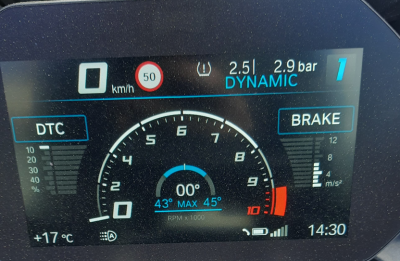 0 km/h 50 2.5| 2.9 bar 1
DYNAMIC
DTC BRAKE
10
20
30
40
%
12
8
4
m/s²
0 2 4 5 6 7 8 9 10
00°
43° MAX 45°
RPM x 1000
+17 °C A 14:30